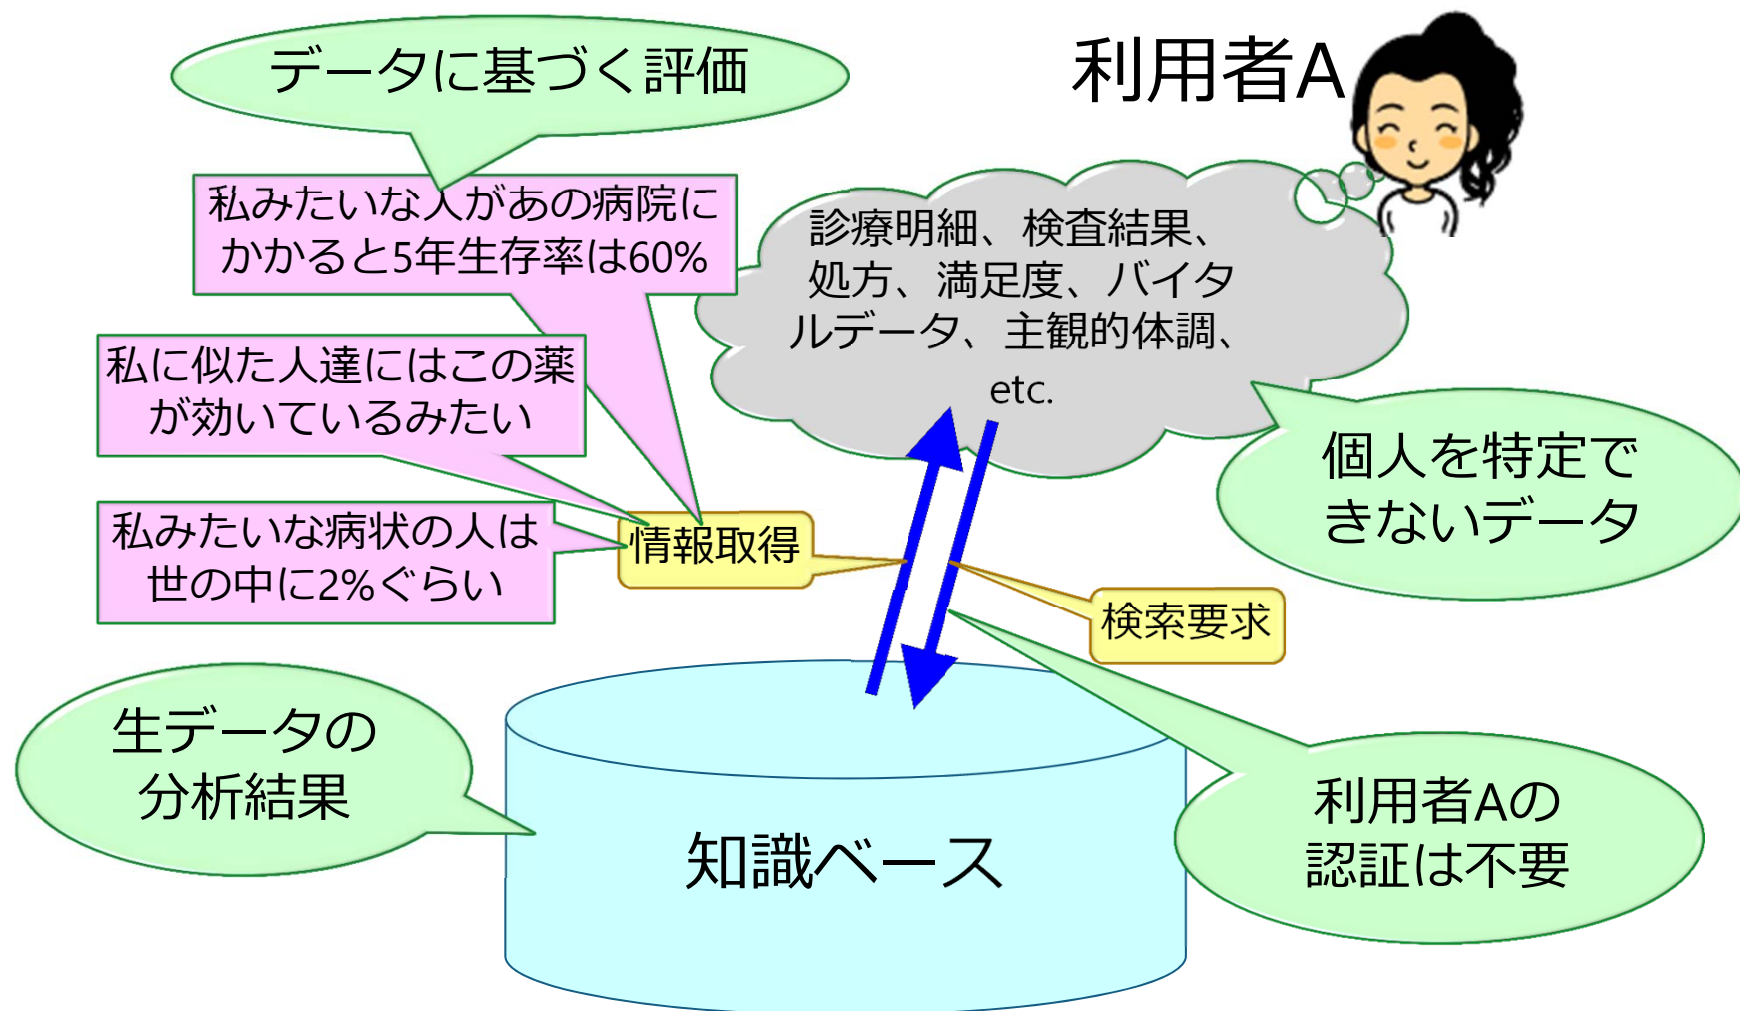 データに基づく評価
利用者A
私みたいな人があの病院に
かかると5年生存率は60%
診療明細、検査結果、
処方、満足度、バイタ
ルデータ、主観的体調、
etc.
私に似た人達にはこの薬
が効いているみたい
個人を特定で
きないデータ
私みたいな病状の人は
世の中に2%ぐらい
情報取得
検索要求
生データの
分析結果
知識ベース
利用者Aの
認証は不要